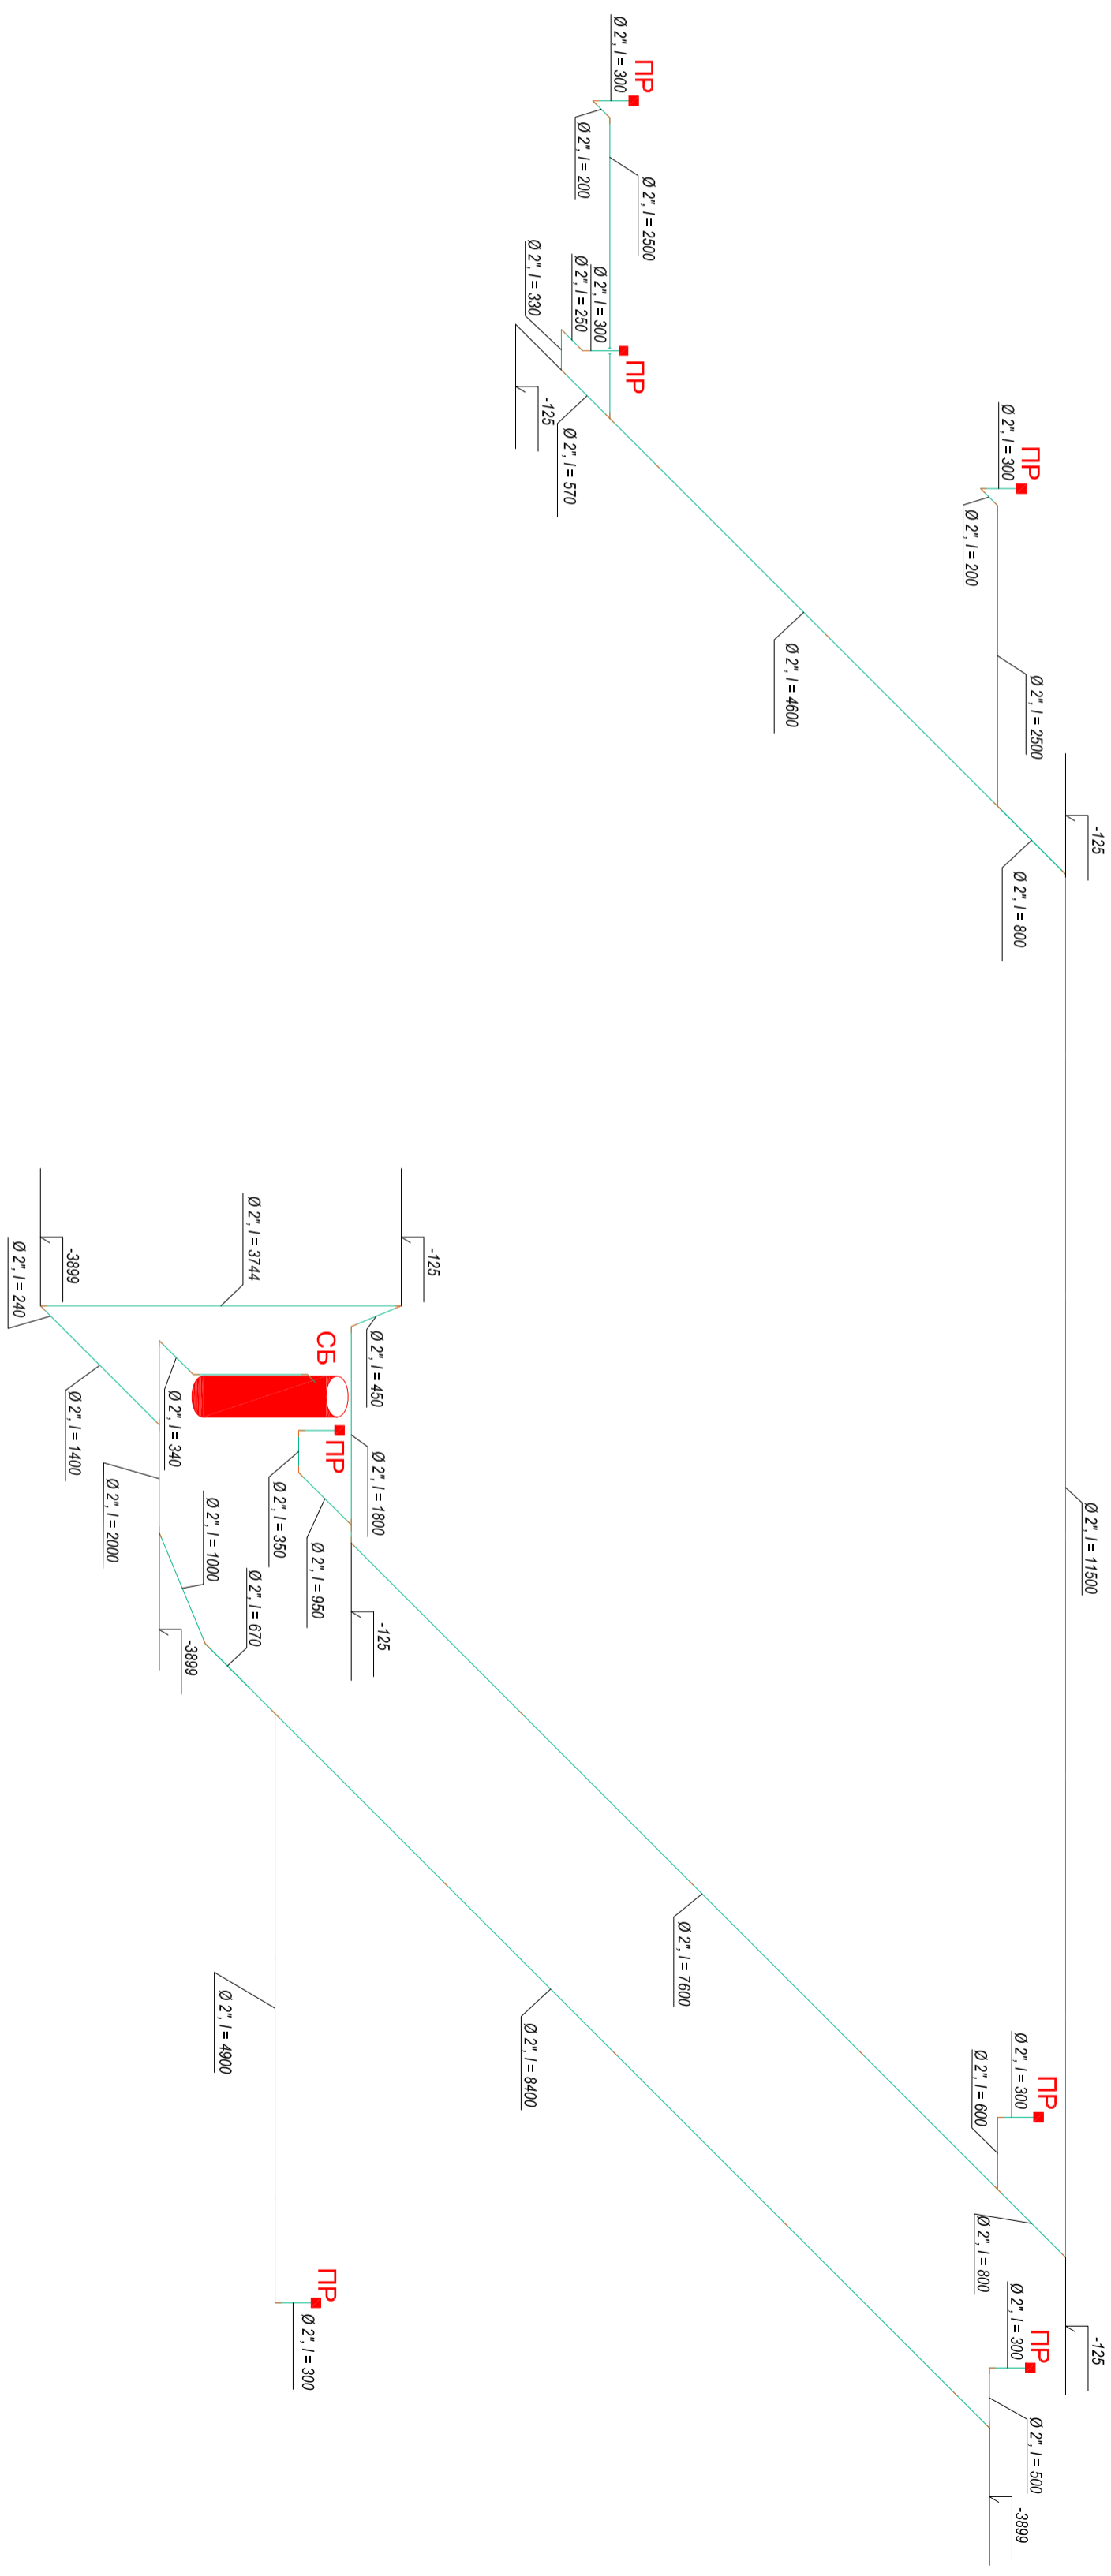 Ø 2", l = 300
ПР
Ø 2", l = 200
Ø 2", l = 2500
Ø 2", l = 330
Ø 2", l = 250
Ø 2", l = 300
ПР
-125
Ø 2", l = 570
Ø 2", l = 300
ПР
Ø 2", l = 200
Ø 2", l = 2500
Ø 2", l = 4600
-125
Ø 2", l = 800
Ø 2", l = 11500
Ø 2", l = 3744
-3899
-125
Ø 2", l = 240
СБ
Ø 2", l = 450
Ø 2", l = 1400
Ø 2", l = 340
ПР
Ø 2", l = 1800
Ø 2", l = 2000
Ø 2", l = 1000
Ø 2", l = 350
Ø 2", l = 950
Ø 2", l = 670
-125
-3899
Ø 2", l = 7600
Ø 2", l = 4900
Ø 2", l = 8400
Ø 2", l = 300
ПР
Ø 2", l = 600
Ø 2", l = 800
ПР
Ø 2", l = 300
Ø 2", l = 300
ПР
-125
Ø 2", l = 500
-3899